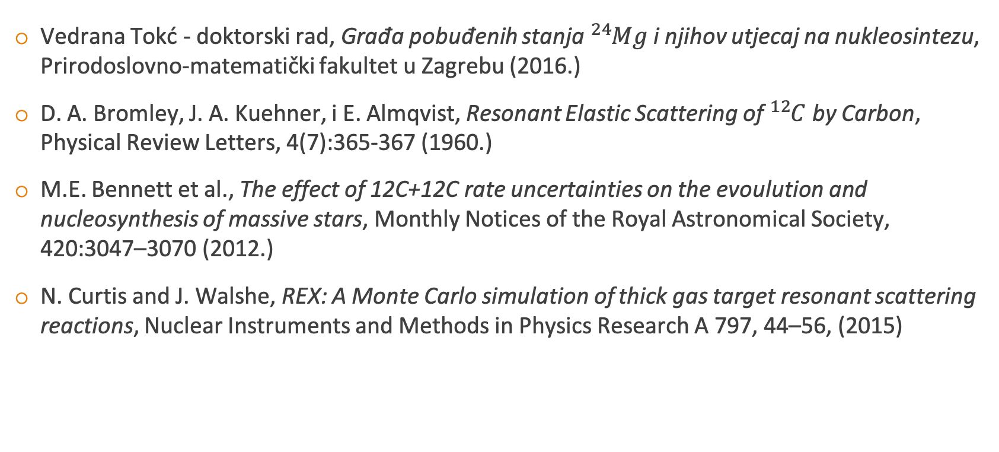 Vedrana Tokć - doktorski rad, Građa pobuđenih stanja ²⁴Mg i njihov utjecaj na nukleosintezu,
Prirodoslovno-matematički fakultet u Zagrebu (2016.)
D. A. Bromley, J. A. Kuehner, i E. Almqvist, Resonant Elastic Scattering of ¹²C by Carbon,
Physical Review Letters, 4(7):365-367 (1960.)
M.E. Bennett et al., The effect of 12C+12C rate uncertainties on the evoulution and
nucleosynthesis of massive stars, Monthly Notices of the Royal Astronomical Society,
420:3047–3070 (2012.)
N. Curtis and J. Walshe, REX: A Monte Carlo simulation of thick gas target resonant scattering
reactions, Nuclear Instruments and Methods in Physics Research A 797, 44–56, (2015)